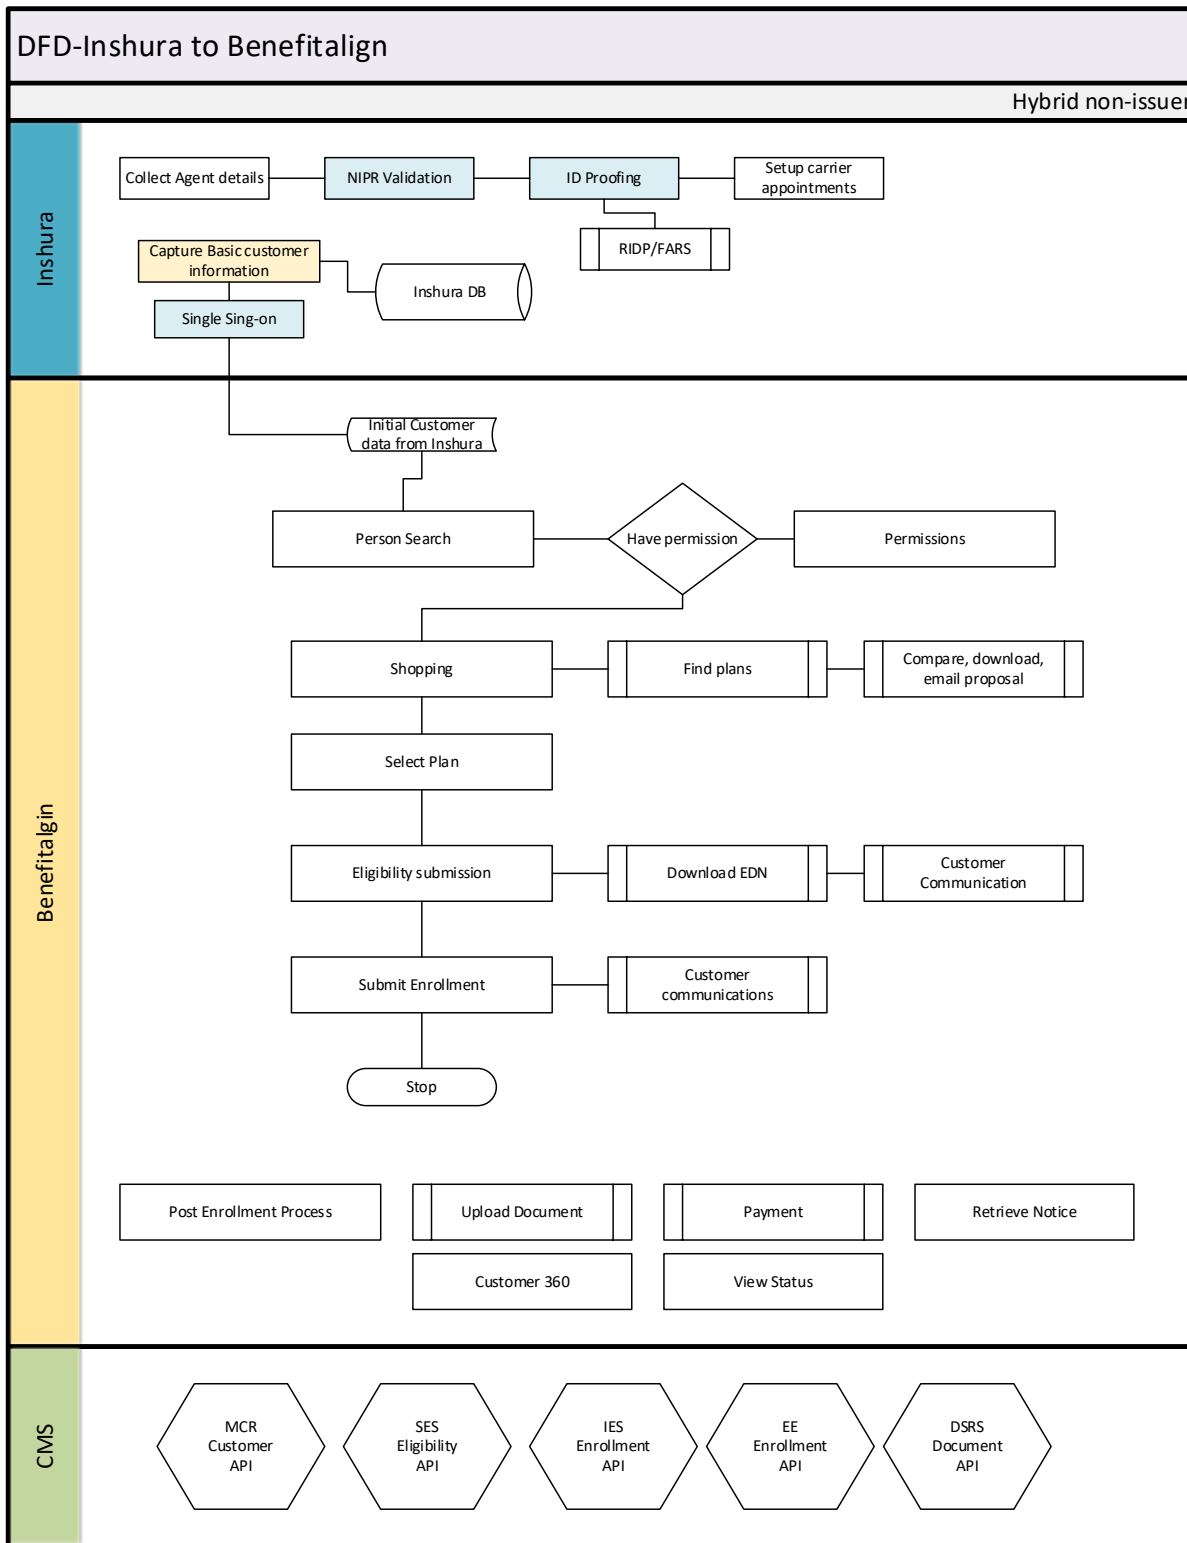 DFD-Inshura to Benefitalign
Hybrid non-issuer
Inshura
Collect Agent details
NIPR Validation
ID Proofing
Setup carrier
appointments
RIDP/FARS
Capture Basic customer
information
Inshura DB
Single Sing-on
Benefitalgin
Initial Customer
data from Inshura
Person Search
Have permission
Permissions
Shopping
Find plans
Compare, download,
email proposal
Select Plan
Eligibility submission
Download EDN
Customer
Communication
Submit Enrollment
Customer
communications
Stop
Post Enrollment Process
Upload Document
Payment
Retrieve Notice
Customer 360
View Status
CMS
MCR
Customer
API
SES
Eligibility
API
IES
Enrollment
API
EE
Enrollment
API
DSRS
Document
API